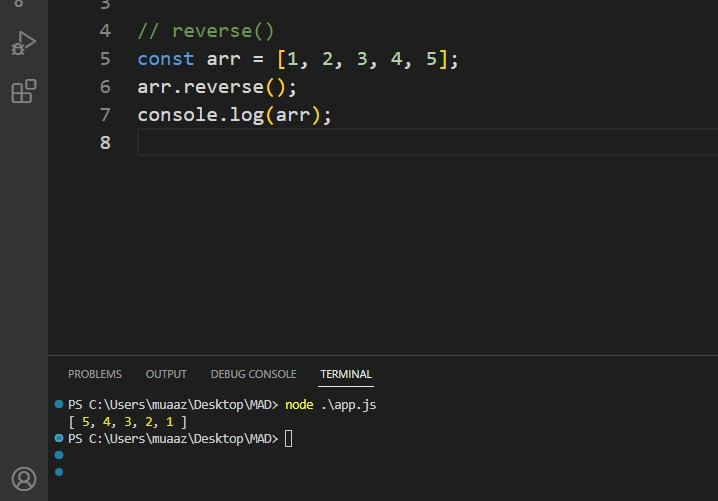 3
4 // reverse()
5 const arr = [1, 2, 3, 4, 5];
6 arr.reverse();
7 console.log(arr);
8
PROBLEMS OUTPUT DEBUG CONSOLE TERMINAL
PS C:\Users\muaaz\Desktop\MAD> node .\app.js
[ 5, 4, 3, 2, 1 ]
PS C:\Users\muaaz\Desktop\MAD>